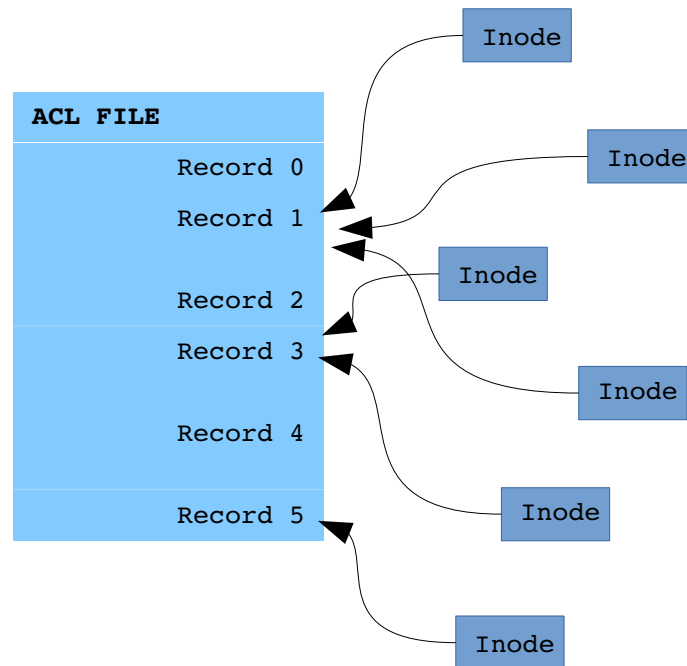 Inode
ACL FILE
Inode
Record 0
Record 1
Inode
Record 2
Record 3
Inode
Record 4
Inode
Record 5
Inode